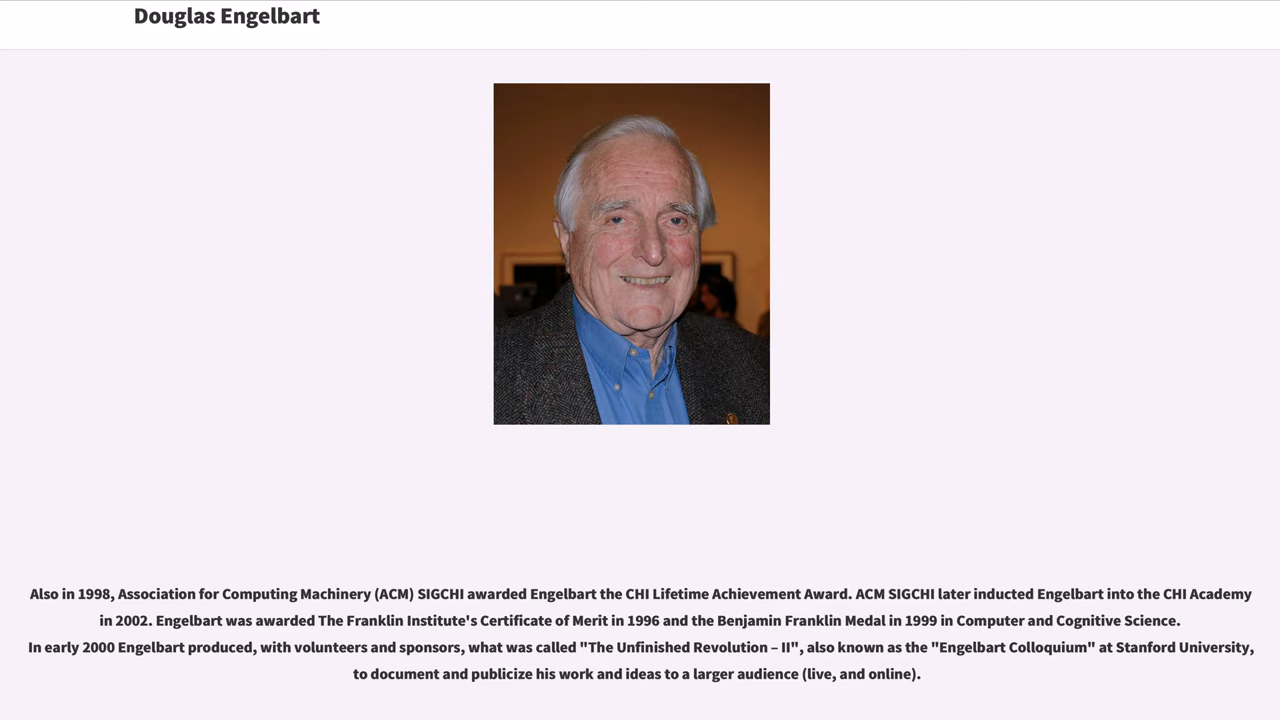 Douglas Engelbart
Also in 1998, Association for Computing Machinery (ACM) SIGCHI awarded Engelbart the CHI Lifetime Achievement Award. ACM SIGCHI later inducted Engelbart into the CHI Academy
in 2002. Engelbart was awarded The Franklin Institute's Certificate of Merit in 1996 and the Benjamin Franklin Medal in 1999 in Computer and Cognitive Science.
In early 2000 Engelbart produced, with volunteers and sponsors, what was called "The Unfinished Revolution – II", also known as the "Engelbart Colloquium" at Stanford University,
to document and publicize his work and ideas to a larger audience (live, and online).